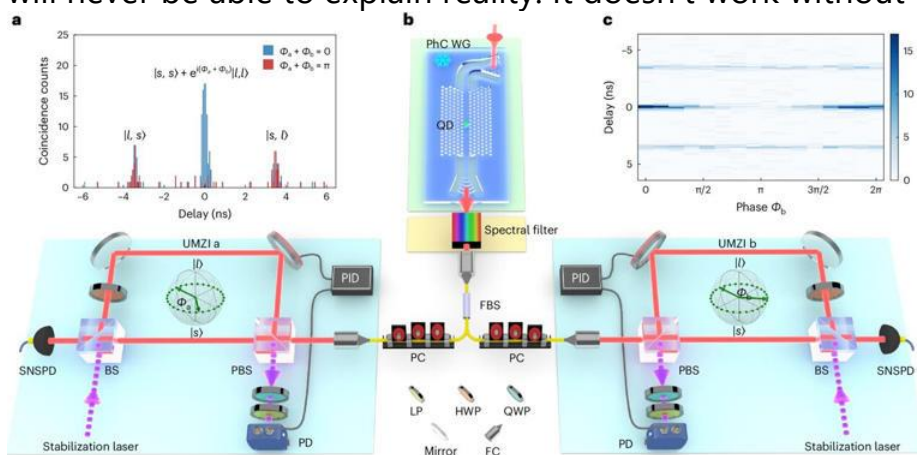 will never be able to explain reality. It doesn't work without
a
25
20
15
10
5
0
Coincidence counts
Φa + Φb = 0
Φa + Φb = π
|s, s⟩ + e^i(Φa + Φb)|l,l⟩
|l, s⟩
|s, l⟩
−6 −4 −2 0 2 4 6
Delay (ns)
b
PhC WG
QD
Spectral filter
FBS
PC
PC
c
−5
0
5
Delay (ns)
0 π/2 π 3π/2 2π
Phase Φb
15
10
5
0
UMZI a
|l⟩
Φa
|s⟩
PID
SNSPD
BS
PBS
PD
Stabilization laser
LP
HWP
QWP
Mirror
FC
UMZI b
|l⟩
|s⟩
PID
PBS
BS
SNSPD
PD
Stabilization laser